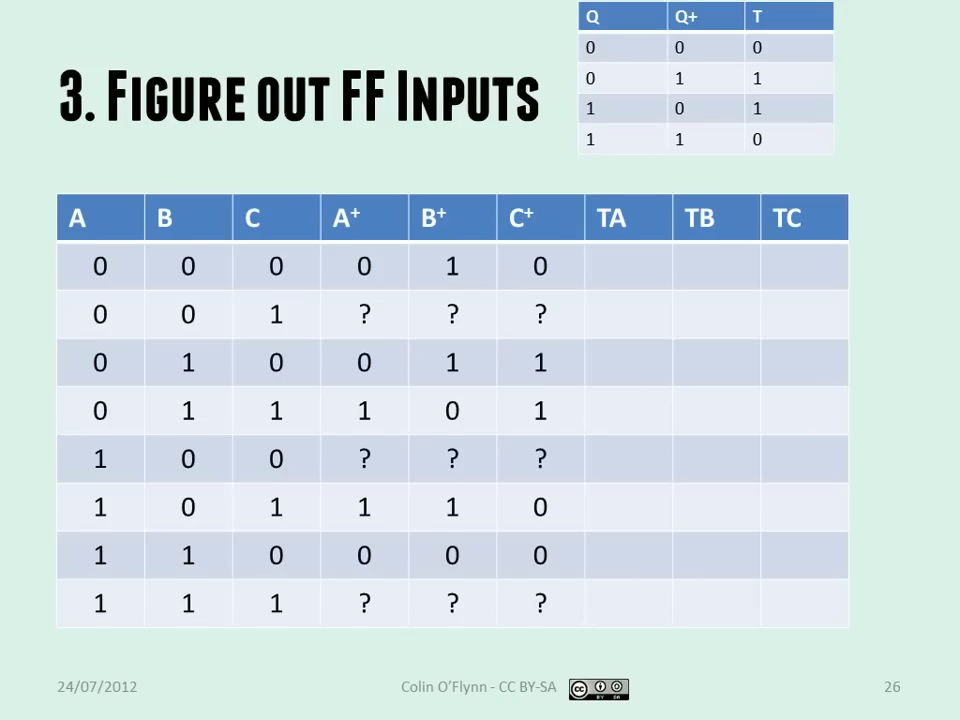 Q Q+ T
0 0 0
0 1 1
1 0 1
1 1 0
3. FIGURE OUT FF INPUTS
A B C A+ B+ C+ TA TB TC
0 0 0 0 1 0
0 0 1 ? ? ?
0 1 0 0 1 1
0 1 1 1 0 1
1 0 0 ? ? ?
1 0 1 1 1 0
1 1 0 0 0 0
1 1 1 ? ? ?
24/07/2012 Colin O'Flynn - CC BY-SA cc BY SA 26